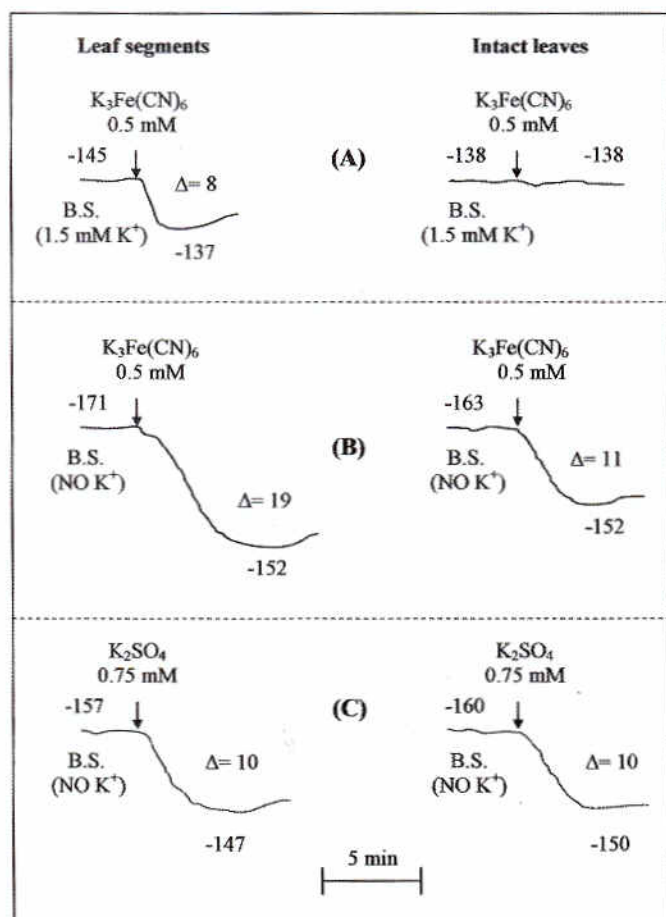 Leaf segments
Intact leaves
K₃Fe(CN)₆
0.5 mM
-145
Δ= 8
B.S.
(1.5 mM K⁺)
-137
(A)
K₃Fe(CN)₆
0.5 mM
-138
-138
B.S.
(1.5 mM K⁺)
K₃Fe(CN)₆
0.5 mM
-171
B.S.
(NO K⁺)
Δ= 19
-152
(B)
K₃Fe(CN)₆
0.5 mM
-163
B.S.
(NO K⁺)
Δ= 11
-152
K₂SO₄
0.75 mM
-157
B.S.
(NO K⁺)
Δ= 10
-147
(C)
K₂SO₄
0.75 mM
-160
B.S.
(NO K⁺)
Δ= 10
-150
5 min